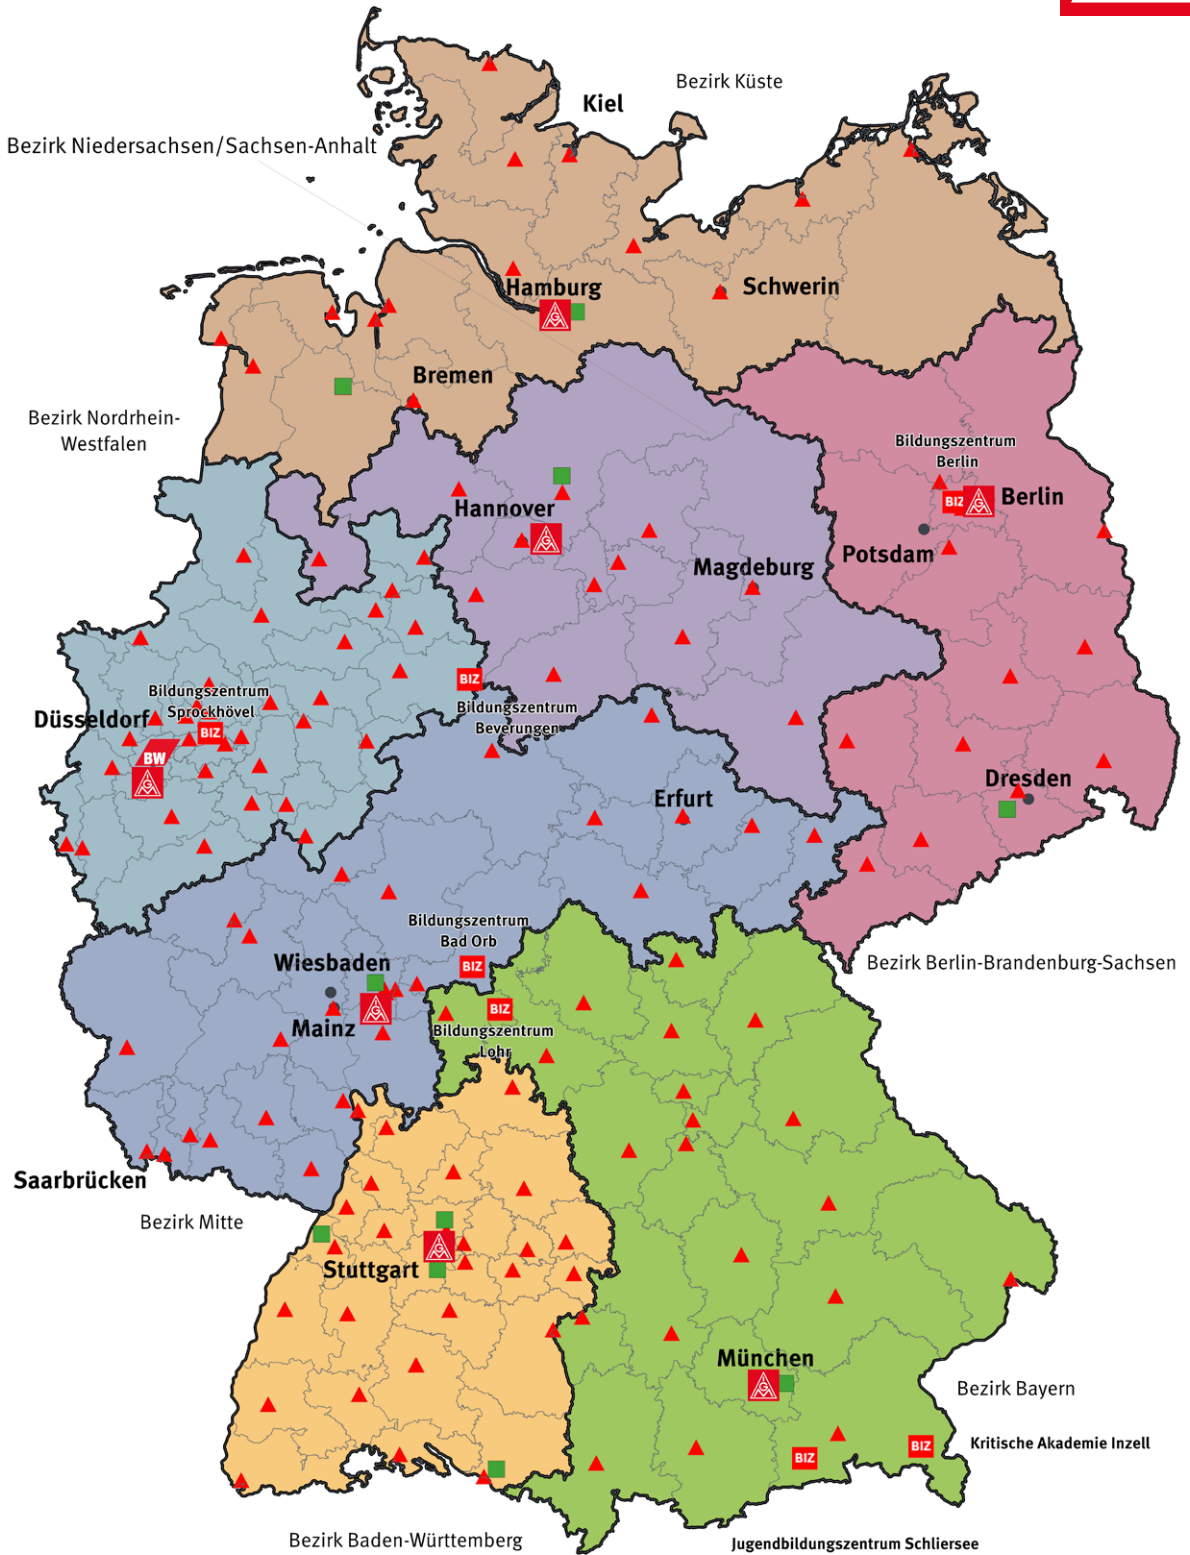 Bezirk Küste
Kiel
Bezirk Niedersachsen/Sachsen-Anhalt
Hamburg
Schwerin
Bremen
Bezirk Nordrhein-
Westfalen
Bildungszentrum
Berlin
BIZ
Berlin
Hannover
Potsdam
Magdeburg
BIZ
Bildungszentrum
Sprockhövel
BIZ
Düsseldorf
BW
Bildungszentrum
Beverungen
Dresden
Erfurt
Bildungszentrum
Bad Orb
BIZ
Wiesbaden
Bezirk Berlin-Brandenburg-Sachsen
Mainz
BIZ
Bildungszentrum
Lohr
Saarbrücken
Bezirk Mitte
Stuttgart
München
Bezirk Bayern
BIZ
BIZ
Kritische Akademie Inzell
Bezirk Baden-Württemberg
Jugendbildungszentrum Schliersee